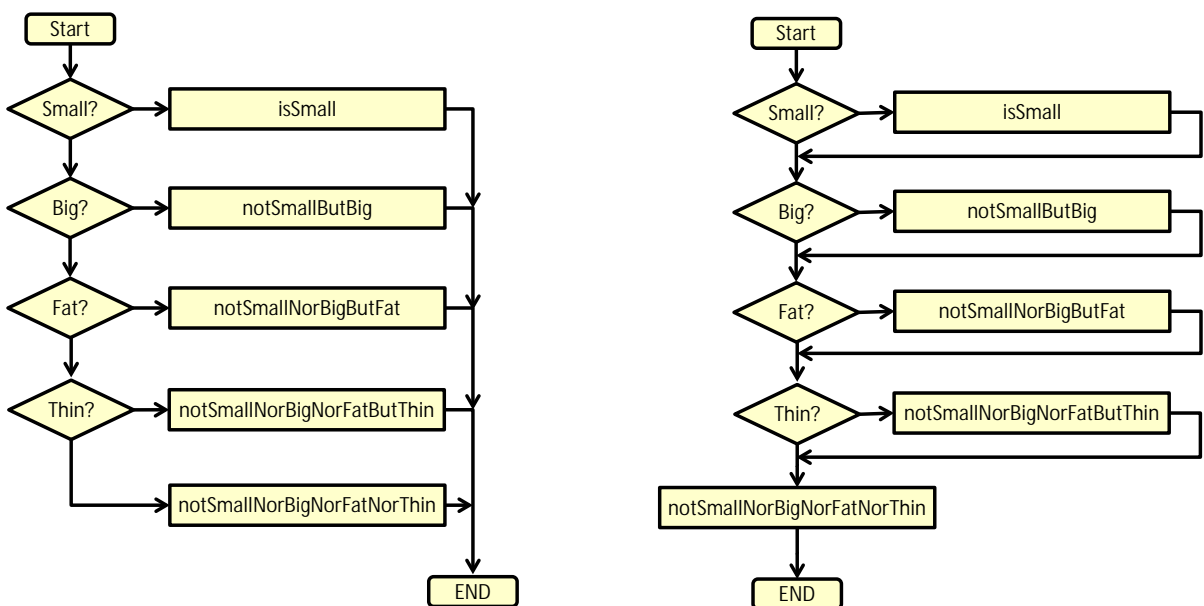 Start
Small?
isSmall
Big?
notSmallButBig
Fat?
notSmallNorBigButFat
Thin?
notSmallNorBigNorFatButThin
notSmallNorBigNorFatNorThin
END
Start
Small?
isSmall
Big?
notSmallButBig
Fat?
notSmallNorBigButFat
Thin?
notSmallNorBigNorFatButThin
notSmallNorBigNorFatNorThin
END